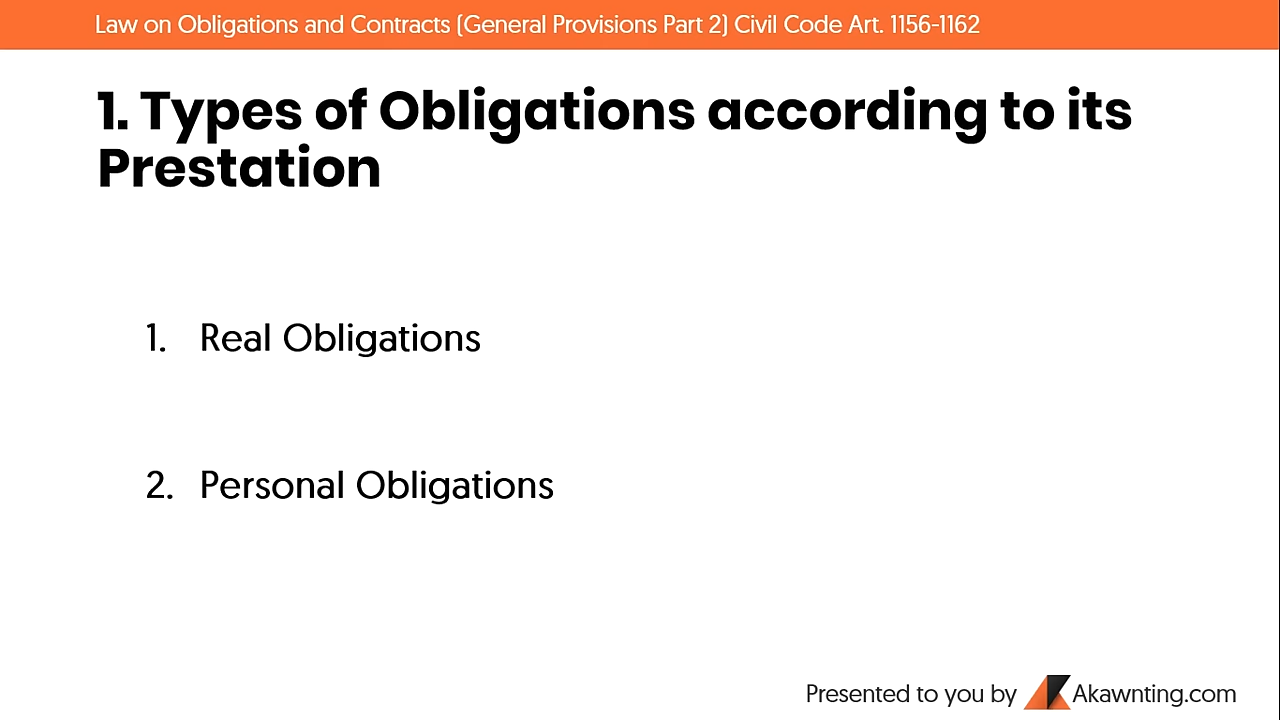 Law on Obligations and Contracts (General Provisions Part 2) Civil Code Art. 1156-1162
1. Types of Obligations according to its
Prestation
1. Real Obligations
2. Personal Obligations
Presented to you by Akawnting.com